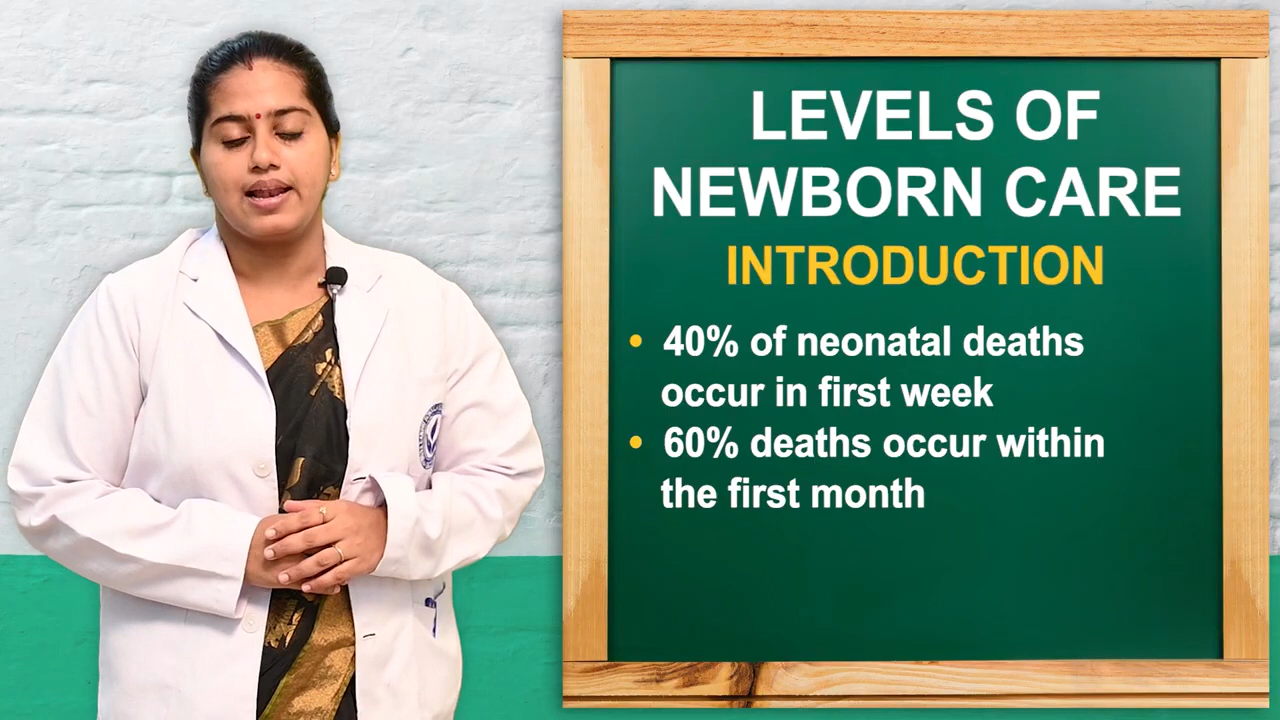 LEVELS OF
NEWBORN CARE
INTRODUCTION
• 40% of neonatal deaths
occur in first week
• 60% deaths occur within
the first month